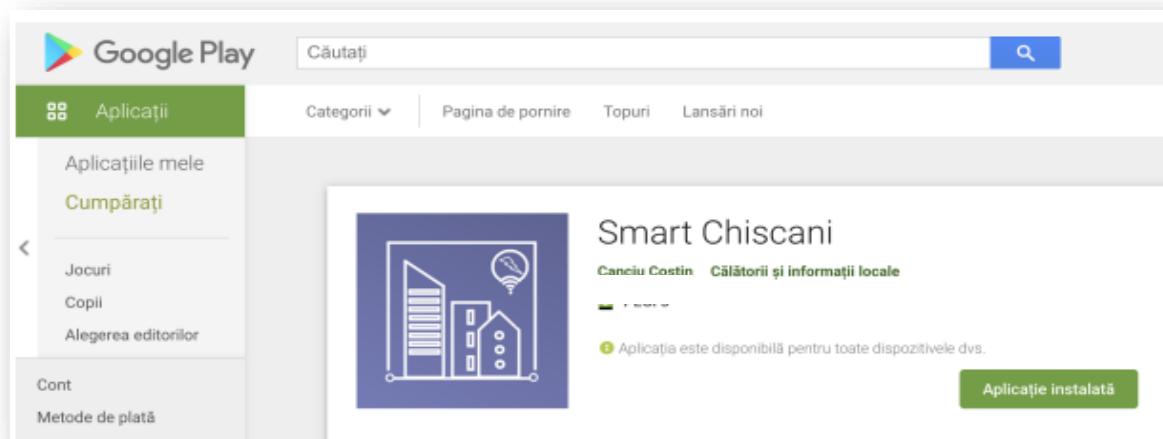 Google Play
Căutați
Aplicații
Categorii
Pagina de pornire
Topuri
Lansări noi
Aplicațiile mele
Cumpărați
Jocuri
Copii
Alegerea editorilor
Cont
Metode de plată
Smart Chiscani
Canciu Costin Călătorii și informații locale
Aplicația este disponibilă pentru toate dispozitivele dvs.
Aplicație instalată